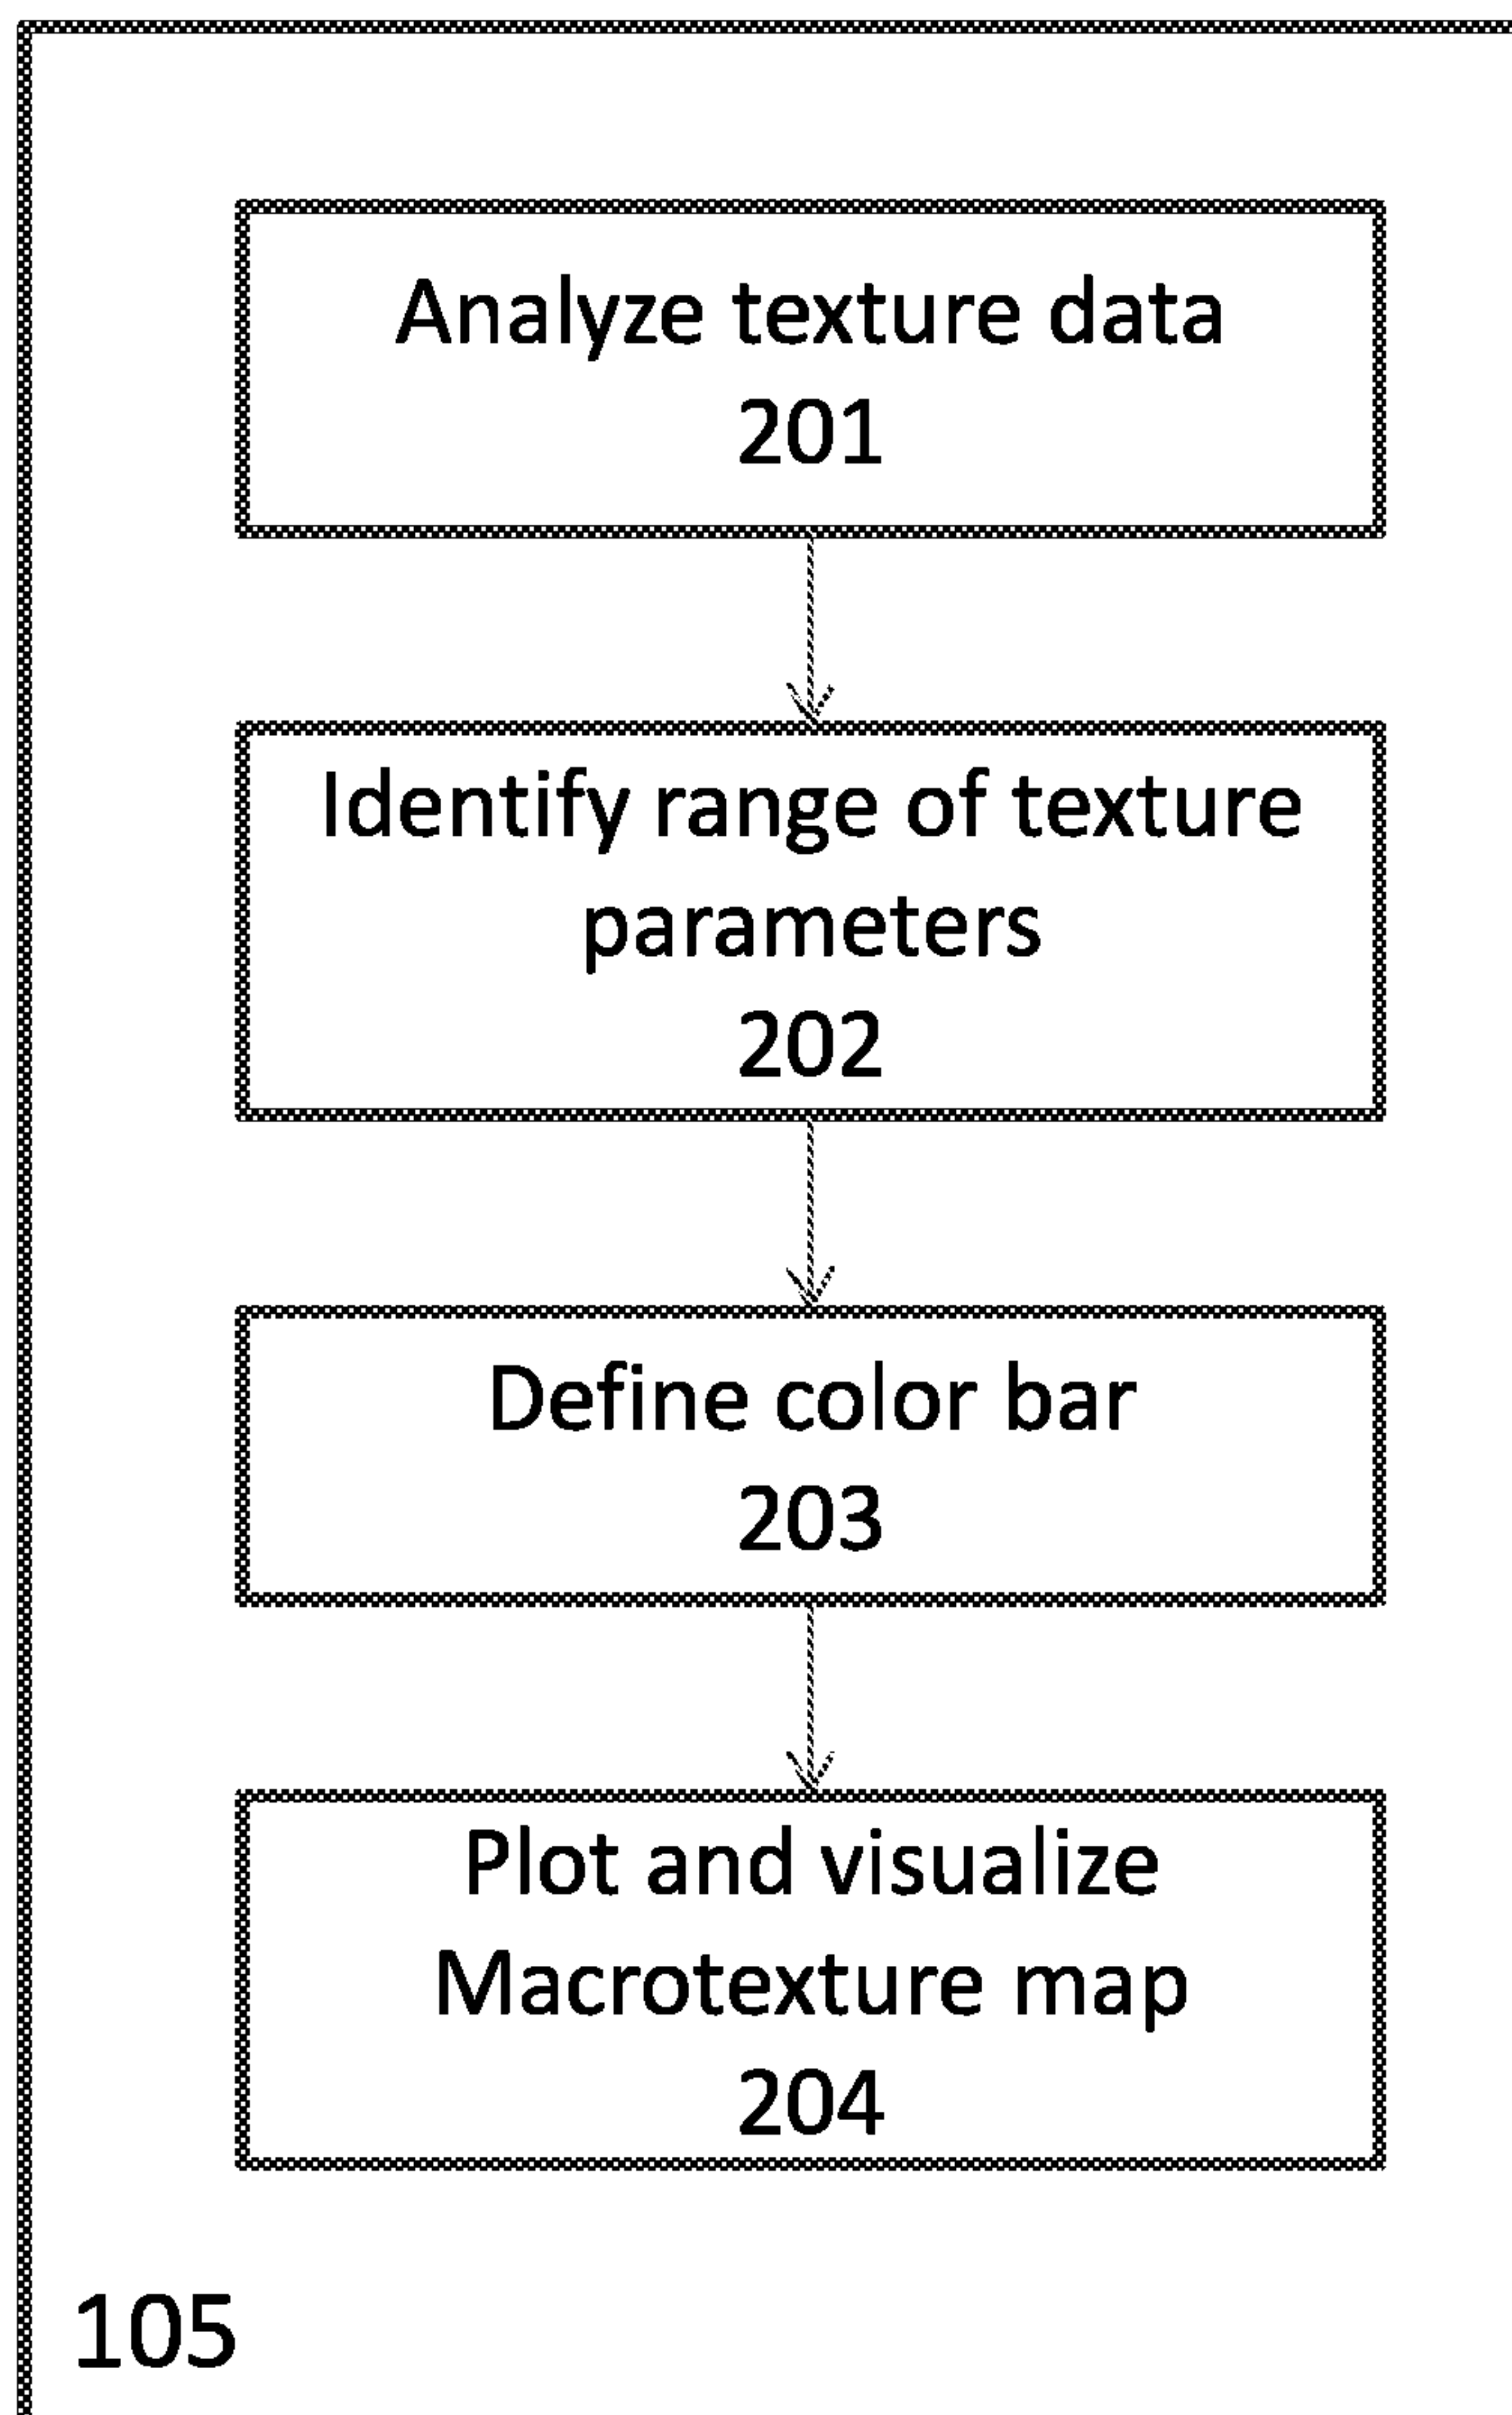 Analyze texture data
201
Identify range of texture
parameters
202
Define color bar
203
Plot and visualize
Macrotexture map
204
105